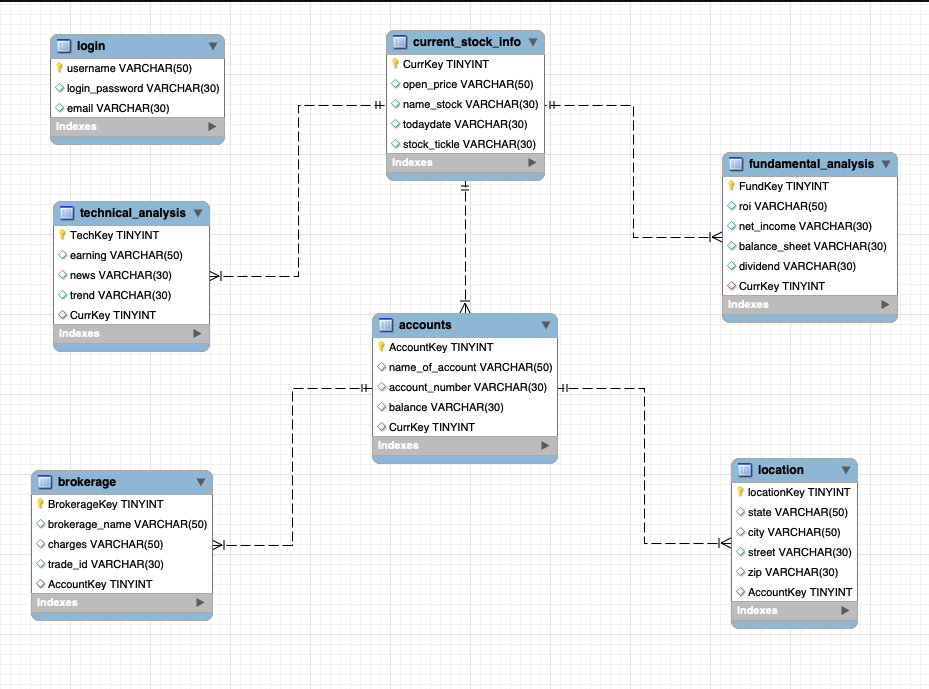 login
username VARCHAR(50)
login_password VARCHAR(30)
email VARCHAR(30)
Indexes
current_stock_info
CurrKey TINYINT
open_price VARCHAR(50)
name_stock VARCHAR(30)
todaydate VARCHAR(30)
stock_tickle VARCHAR(30)
Indexes
fundamental_analysis
FundKey TINYINT
roi VARCHAR(50)
net_income VARCHAR(30)
balance_sheet VARCHAR(30)
dividend VARCHAR(30)
CurrKey TINYINT
Indexes
technical_analysis
TechKey TINYINT
earning VARCHAR(50)
news VARCHAR(30)
trend VARCHAR(30)
CurrKey TINYINT
Indexes
accounts
AccountKey TINYINT
name_of_account VARCHAR(50)
account_number VARCHAR(30)
balance VARCHAR(30)
CurrKey TINYINT
Indexes
brokerage
BrokerageKey TINYINT
brokerage_name VARCHAR(50)
charges VARCHAR(50)
trade_id VARCHAR(30)
AccountKey TINYINT
Indexes
location
locationKey TINYINT
state VARCHAR(50)
city VARCHAR(50)
street VARCHAR(30)
zip VARCHAR(30)
AccountKey TINYINT
Indexes